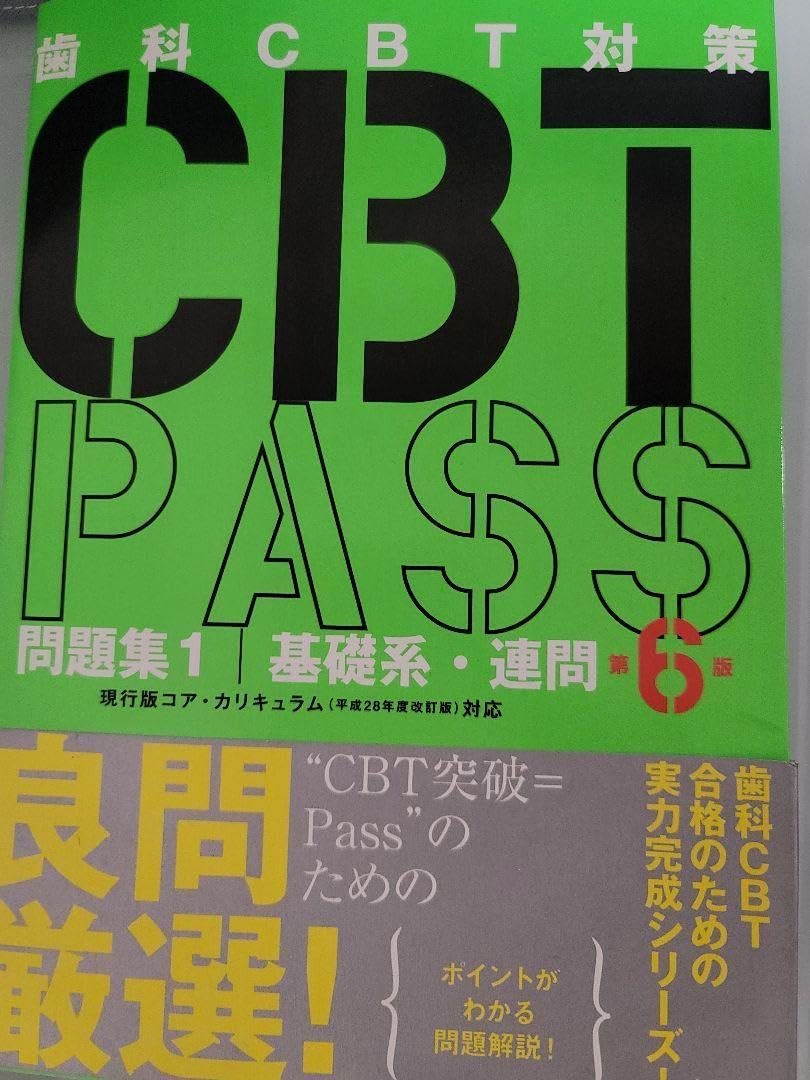 歯科CBT対策
CBT
PASS
問題集1 基礎系・連問 第6版
現行版コア・カリキュラム(平成28年度改訂版)対応
良問
厳選!
“CBT突破=
Pass”の
ための
ポイントが
わかる
問題解説!
歯科CBT
合格のための
実力完成シリーズ!